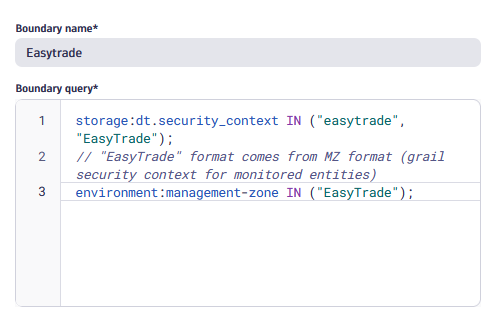 Boundary name*
Easytrade
Boundary query*
1 storage:dt.security_context IN ("easytrade",
"EasyTrade");
2 // "EasyTrade" format comes from MZ format (grail
security context for monitored entities)
3 environment:management-zone IN ("EasyTrade");